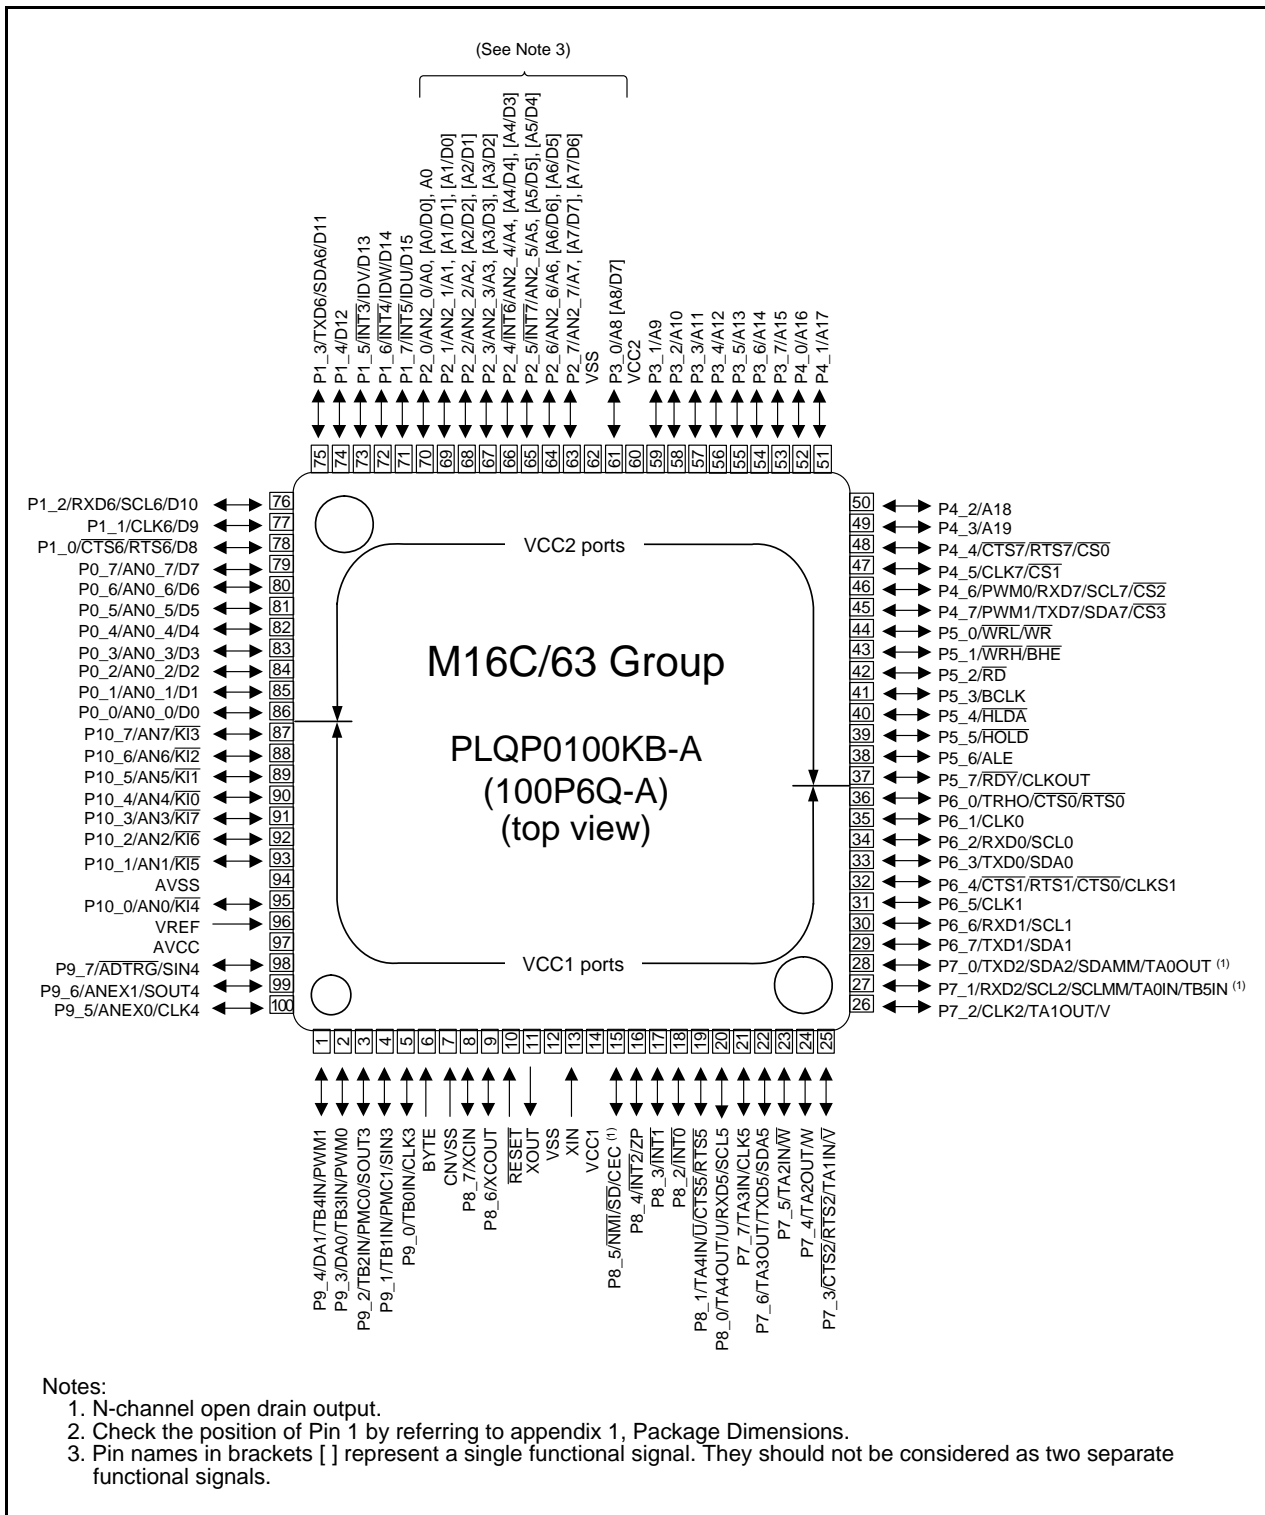 (See Note 3)
P1_3/TXD6/SDA6/D11
P1_4/D12
P1_5/INT3/IDV/D13
P1_6/INT4/IDW/D14
P1_7/INT5/IDU/D15
P2_0/AN2_0/A0, [A0/D0], A0
P2_1/AN2_1/A1, [A1/D1], [A1/D0]
P2_2/AN2_2/A2, [A2/D2], [A2/D1]
P2_3/AN2_3/A3, [A3/D3], [A3/D2]
P2_4/INT6/AN2_4/A4, [A4/D4], [A4/D3]
P2_5/INT7/AN2_5/A5, [A5/D5], [A5/D4]
P2_6/AN2_6/A6, [A6/D6], [A6/D5]
P2_7/AN2_7/A7, [A7/D7], [A7/D6]
VSS
P3_0/A8 [A8/D7]
VCC2
P3_1/A9
P3_2/A10
P3_3/A11
P3_4/A12
P3_5/A13
P3_6/A14
P3_7/A15
P4_0/A16
P4_1/A17
75 74 73 72 71 70 69 68 67 66 65 64 63 62 61 60 59 58 57 56 55 54 53 52 51
P1_2/RXD6/SCL6/D10 76
P1_1/CLK6/D9 77
P1_0/CTS6/RTS6/D8 78
P0_7/AN0_7/D7 79
P0_6/AN0_6/D6 80
P0_5/AN0_5/D5 81
P0_4/AN0_4/D4 82
P0_3/AN0_3/D3 83
P0_2/AN0_2/D2 84
P0_1/AN0_1/D1 85
P0_0/AN0_0/D0 86
P10_7/AN7/KI3 87
P10_6/AN6/KI2 88
P10_5/AN5/KI1 89
P10_4/AN4/KI0 90
P10_3/AN3/KI7 91
P10_2/AN2/KI6 92
P10_1/AN1/KI5 93
AVSS 94
P10_0/AN0/KI4 95
VREF 96
AVCC 97
P9_7/ADTRG/SIN4 98
P9_6/ANEX1/SOUT4 99
P9_5/ANEX0/CLK4 100
VCC2 ports
M16C/63 Group
PLQP0100KB-A
(100P6Q-A)
(top view)
VCC1 ports
50 P4_2/A18
49 P4_3/A19
48 P4_4/CTS7/RTS7/CS0
47 P4_5/CLK7/CS1
46 P4_6/PWM0/RXD7/SCL7/CS2
45 P4_7/PWM1/TXD7/SDA7/CS3
44 P5_0/WRL/WR
43 P5_1/WRH/BHE
42 P5_2/RD
41 P5_3/BCLK
40 P5_4/HLDA
39 P5_5/HOLD
38 P5_6/ALE
37 P5_7/RDY/CLKOUT
36 P6_0/TRHO/CTS0/RTS0
35 P6_1/CLK0
34 P6_2/RXD0/SCL0
33 P6_3/TXD0/SDA0
32 P6_4/CTS1/RTS1/CTS0/CLKS1
31 P6_5/CLK1
30 P6_6/RXD1/SCL1
29 P6_7/TXD1/SDA1
28 P7_0/TXD2/SDA2/SDAMM/TA0OUT (1)
27 P7_1/RXD2/SCL2/SCLMM/TA0IN/TB5IN (1)
26 P7_2/CLK2/TA1OUT/V
1 2 3 4 5 6 7 8 9 10 11 12 13 14 15 16 17 18 19 20 21 22 23 24 25
P9_4/DA1/TB4IN/PWM1
P9_3/DA0/TB3IN/PWM0
P9_2/TB2IN/PMC0/SOUT3
P9_1/TB1IN/PMC1/SIN3
P9_0/TB0IN/CLK3
BYTE
CNVSS
P8_7/XCIN
P8_6/XCOUT
RESET
XOUT
VSS
XIN
VCC1
P8_5/NMI/SD/CEC (1)
P8_4/INT2/ZP
P8_3/INT1
P8_2/INT0
P8_1/TA4IN/U/CTS5/RTS5
P8_0/TA4OUT/U/RXD5/SCL5
P7_7/TA3IN/CLK5
P7_6/TA3OUT/TXD5/SDA5
P7_5/TA2IN/W
P7_4/TA2OUT/W
P7_3/CTS2/RTS2/TA1IN/V
Notes:
1. N-channel open drain output.
2. Check the position of Pin 1 by referring to appendix 1, Package Dimensions.
3. Pin names in brackets [ ] represent a single functional signal. They should not be considered as two separate
functional signals.